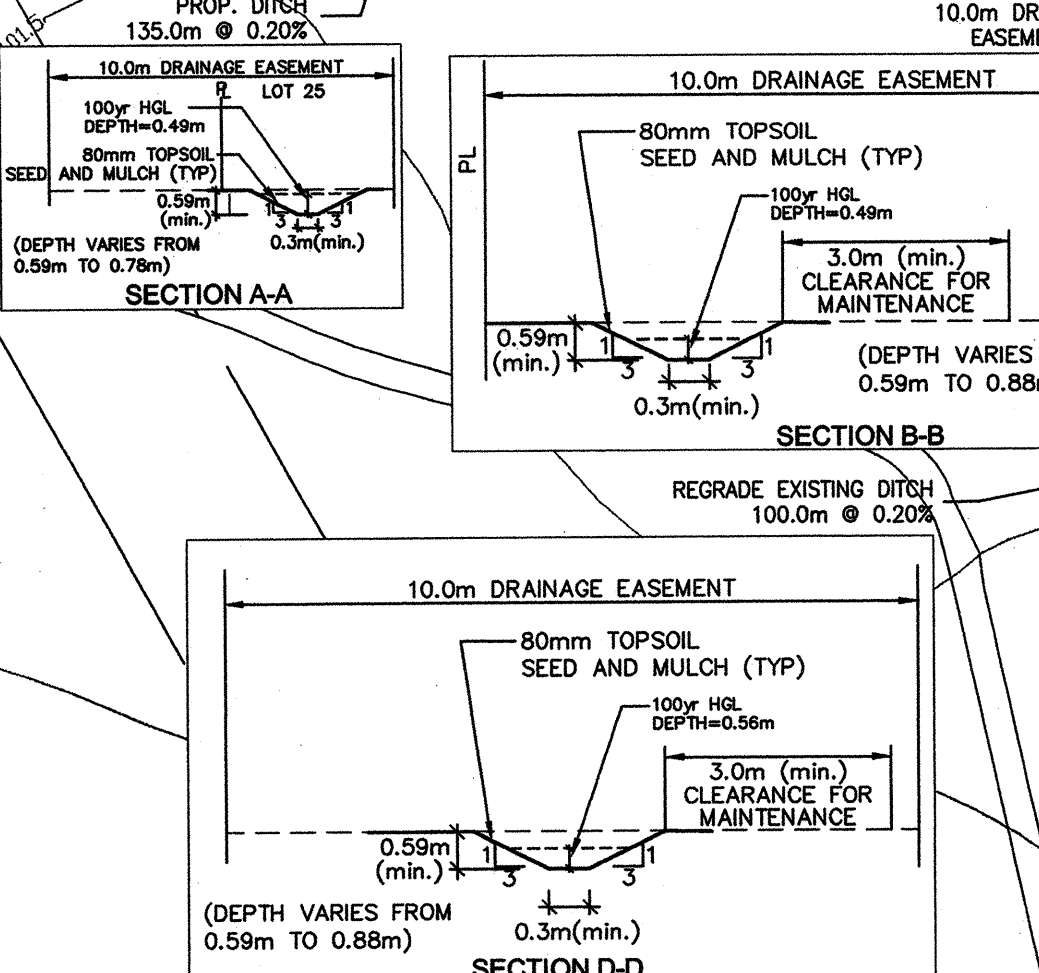 PROP. DITCH
135.0m @ 0.20%
10.0m DR
EASEM
01.5
10.0m DRAINAGE EASEMENT
PL LOT 25
100yr HGL
DEPTH=0.49m
80mm TOPSOIL
SEED AND MULCH (TYP)
0.59m
(min.)
1
3
3
1
0.3m(min.)
(DEPTH VARIES FROM
0.59m TO 0.78m)
SECTION A-A
10.0m DRAINAGE EASEMENT
PL
80mm TOPSOIL
SEED AND MULCH (TYP)
100yr HGL
DEPTH=0.49m
3.0m (min.)
CLEARANCE FOR
MAINTENANCE
0.59m
(min.)
1
3
1
3
0.3m(min.)
(DEPTH VARIES
0.59m TO 0.88m
SECTION B-B
REGRADE EXISTING DITCH
100.0m @ 0.20%
10.0m DRAINAGE EASEMENT
80mm TOPSOIL
SEED AND MULCH (TYP)
100yr HGL
DEPTH=0.56m
3.0m (min.)
CLEARANCE FOR
MAINTENANCE
0.59m
(min.)
1
3
1
3
0.3m(min.)
(DEPTH VARIES FROM
0.59m TO 0.88m)
SECTION D-D